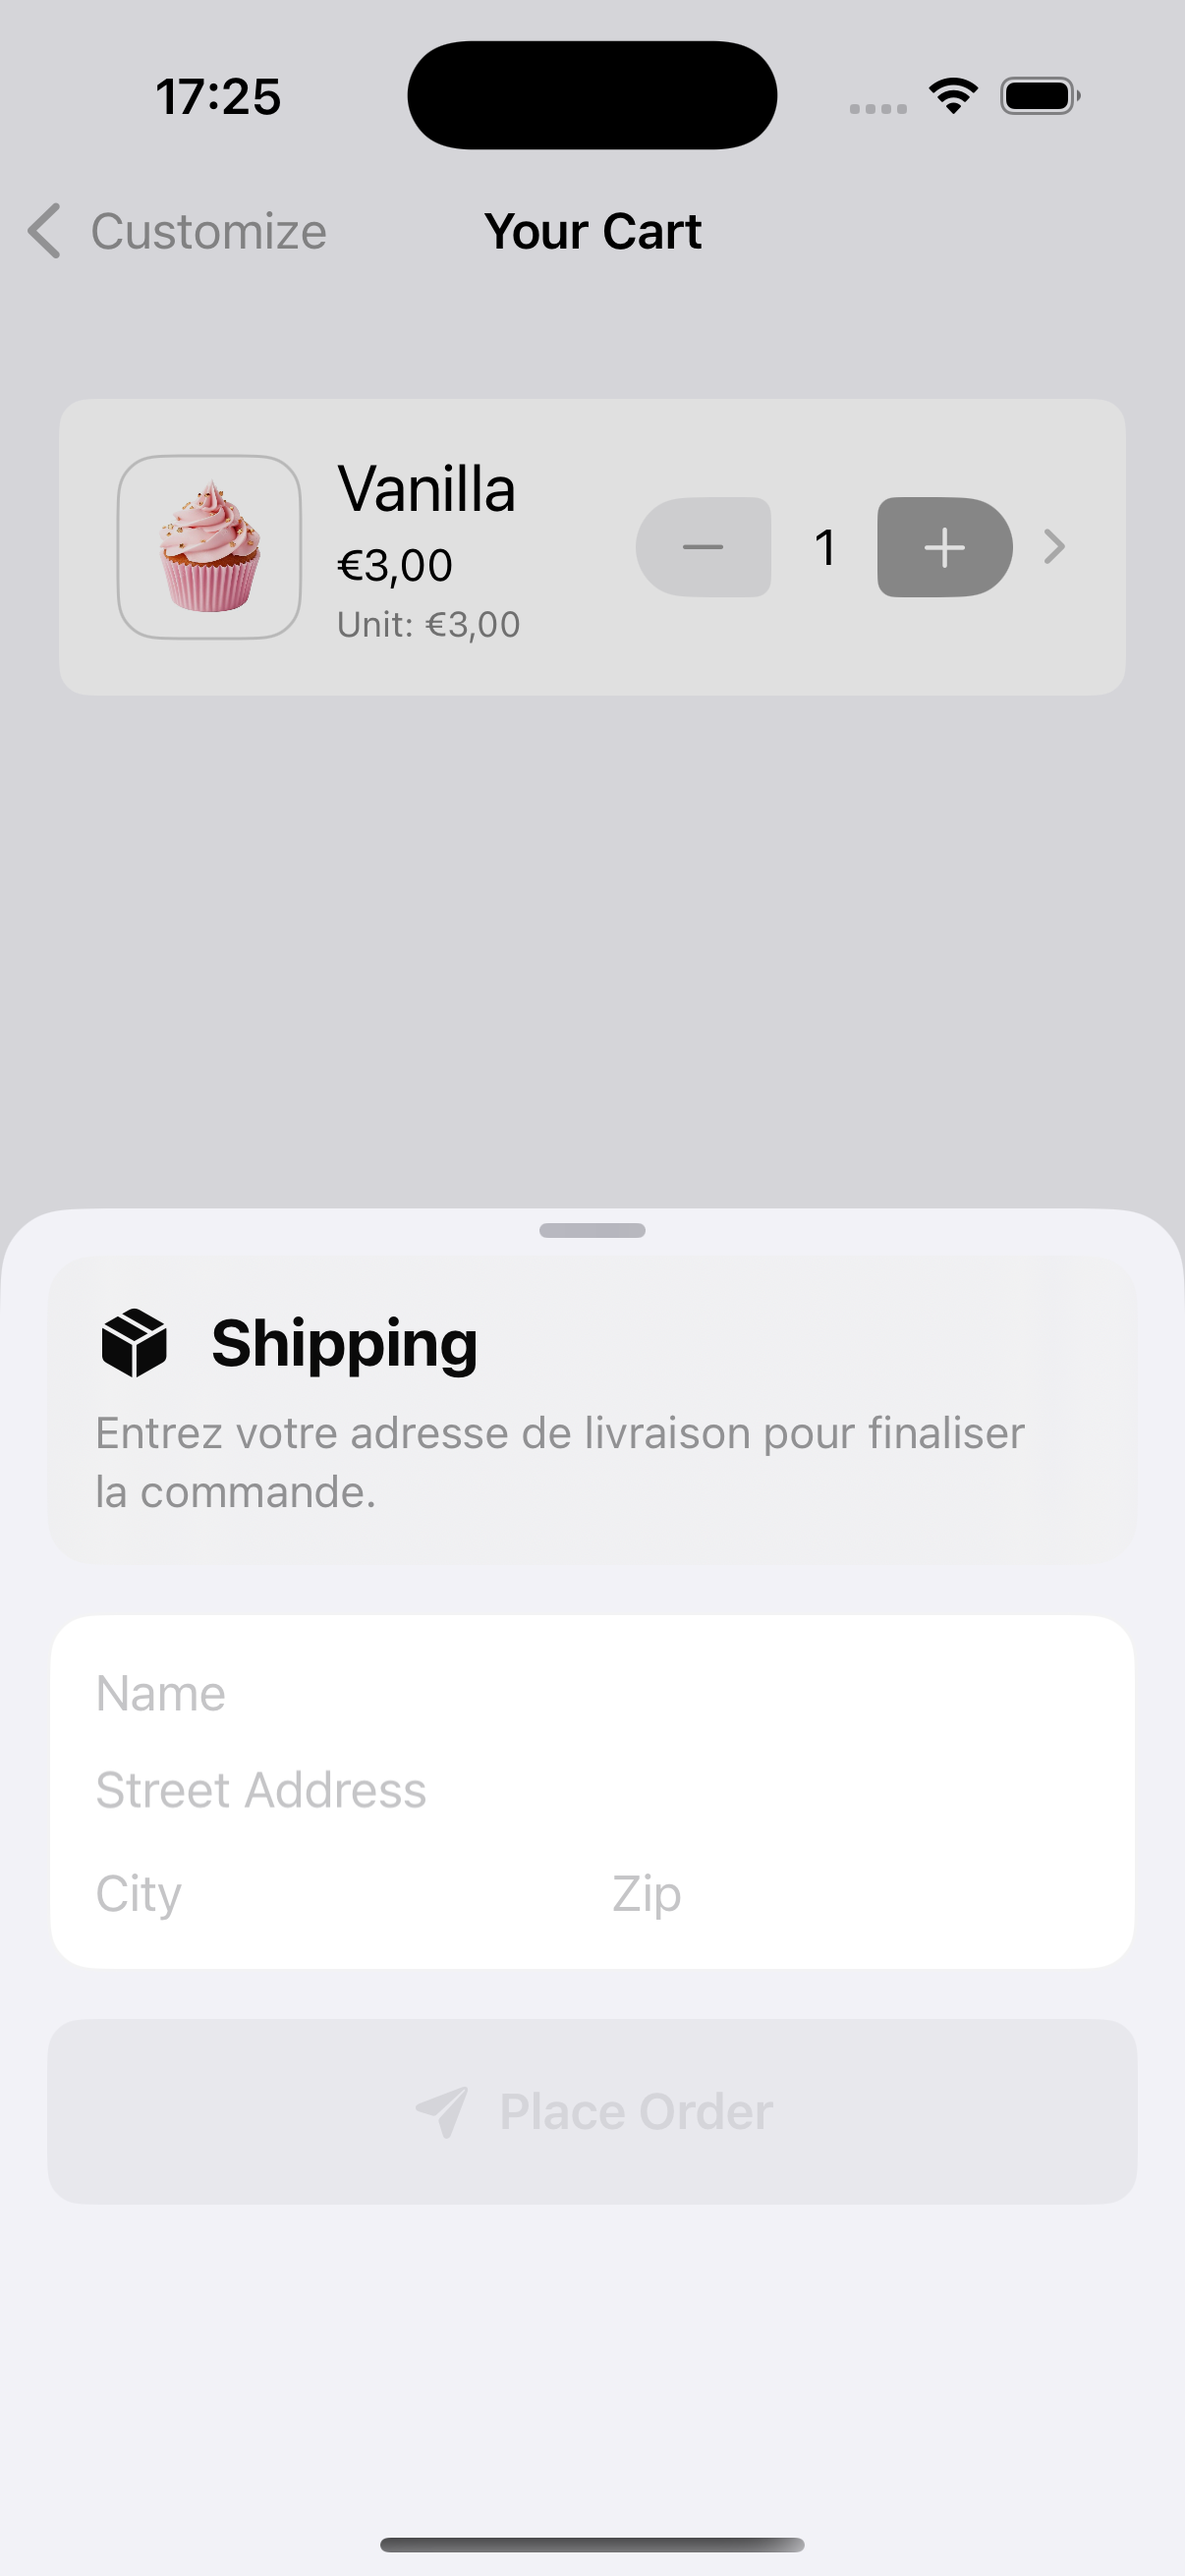 17:25
Customize
Your Cart
Vanilla
€3,00
Unit: €3,00
1
Shipping
Entrez votre adresse de livraison pour finaliser
la commande.
Name
Street Address
City Zip
Place Order